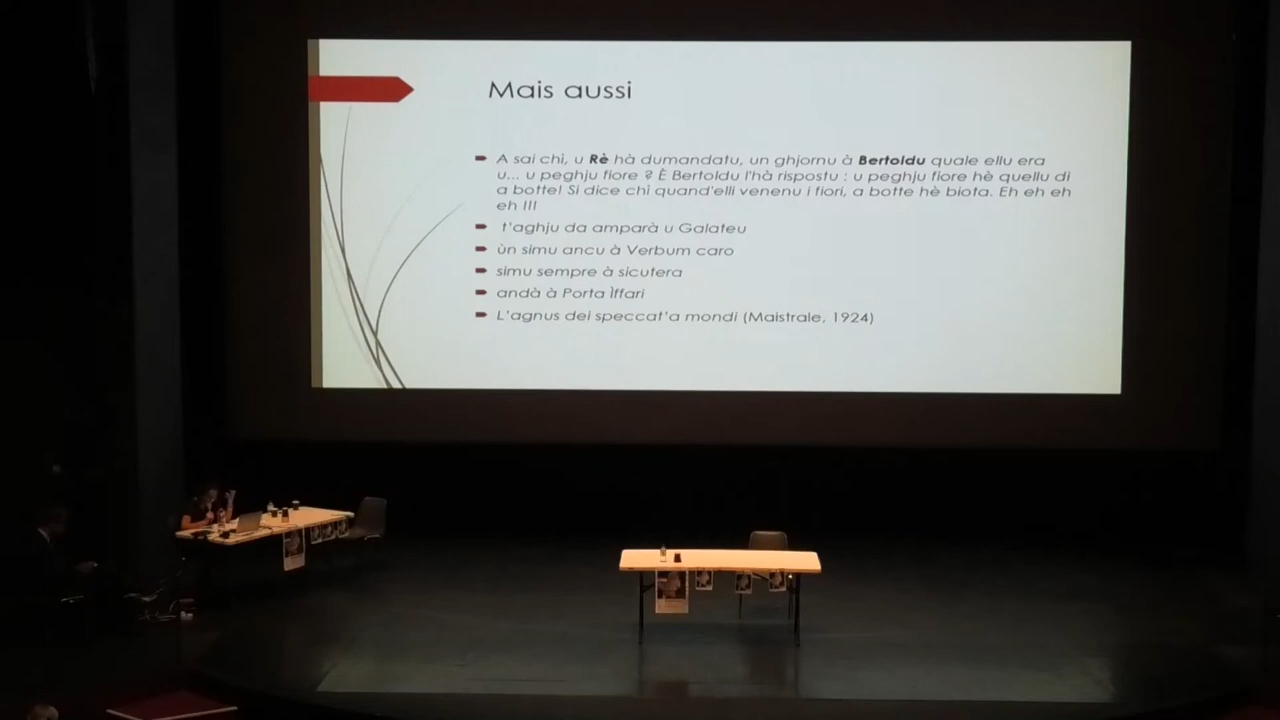 Mais aussi
A sai chì, u Rè hà dumandatu, un ghjornu à Bertoldu quale ellu era
u... u peghju fiore ? È Bertoldu l'hà rispostu : u peghju fiore hè quellu di
a botte! Si dice chì quand'elli venenu i fiori, a botte hè biota. Eh eh eh
eh !!!
t'aghju da amparà u Galateu
ùn simu ancu à Verbum caro
simu sempre à sicutera
andà à Porta Ìffari
L'agnus dei speccat'a mondi (Maistrale, 1924)